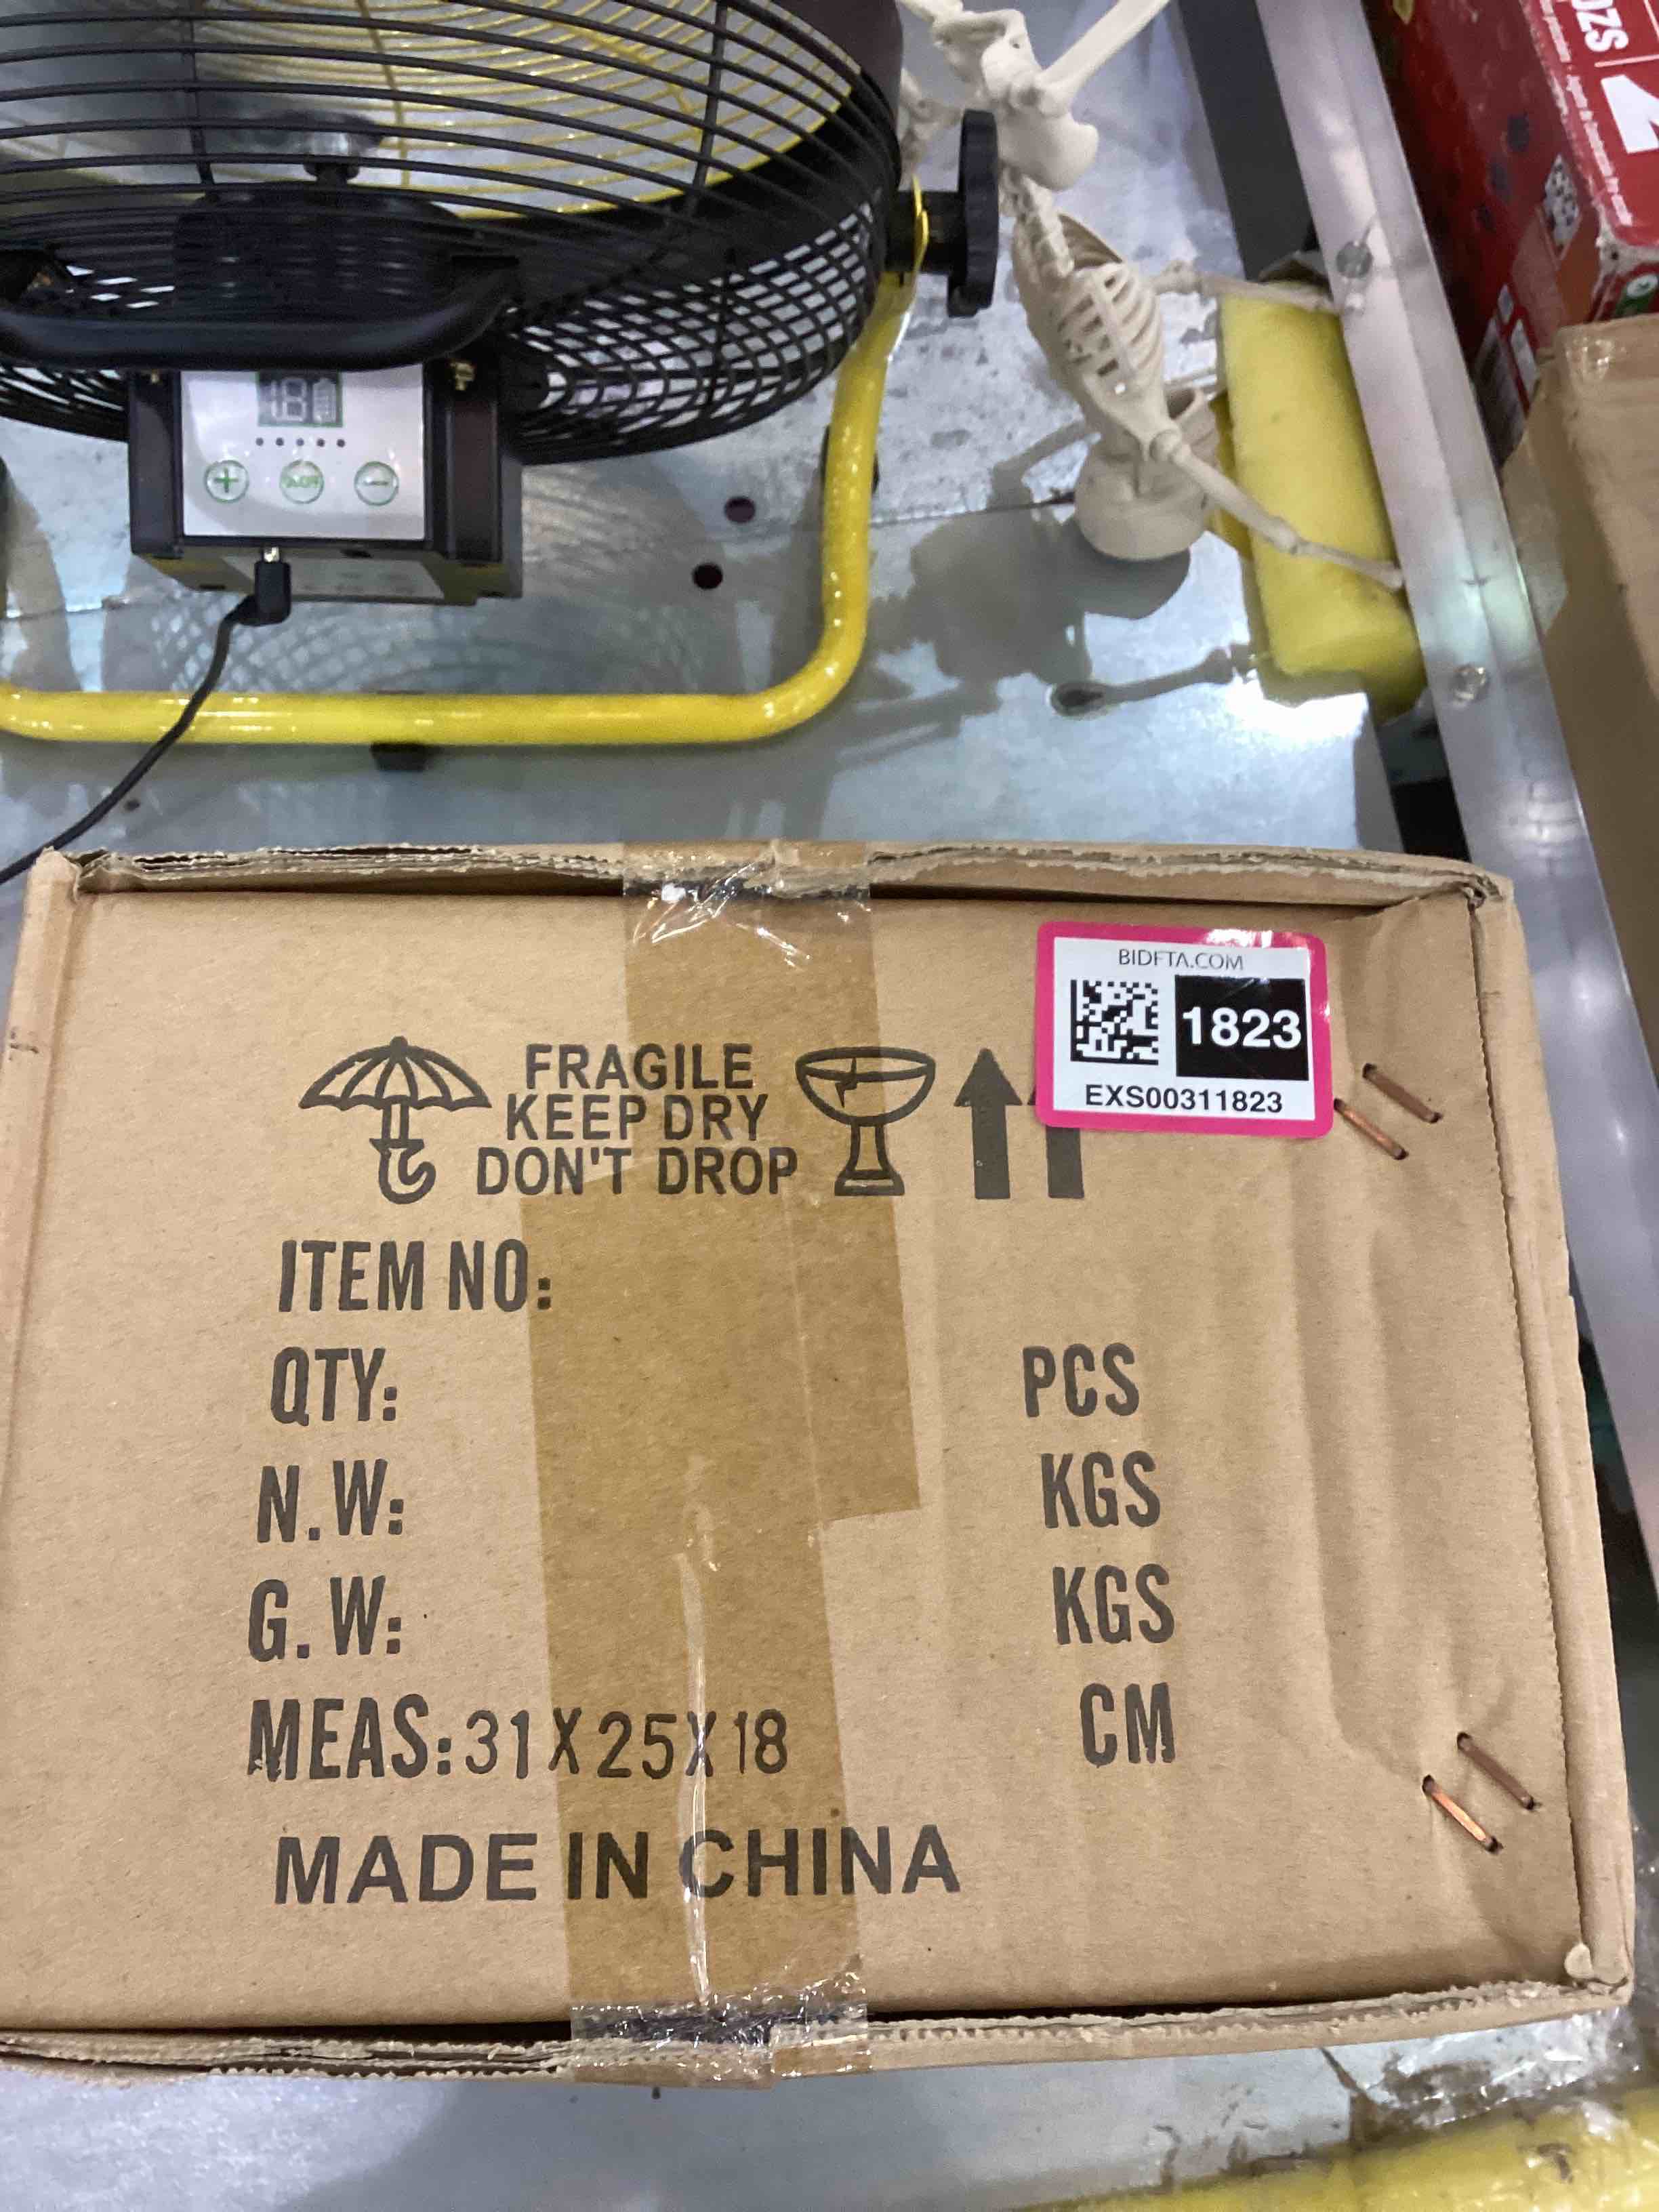 BIDFTA.COM
1823
EXS00311823
FRAGILE
KEEP DRY
DON'T DROP
ITEM NO:
QTY: PCS
N.W: KGS
G.W: KGS
MEAS: 31X25X18 CM
MADE IN CHINA